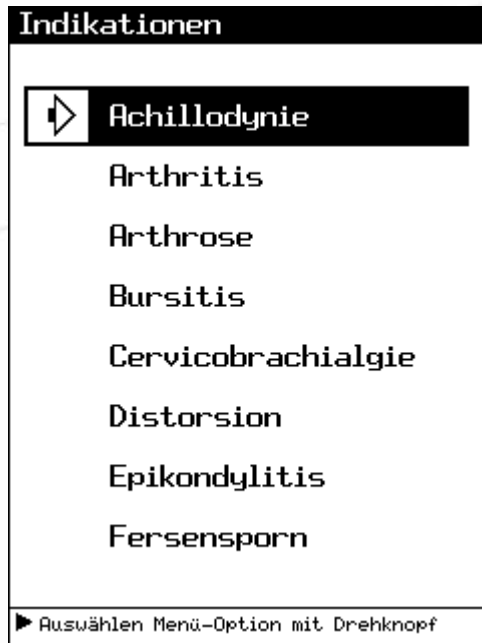 Indikationen
Achillodynie
Arthritis
Arthrose
Bursitis
Cervicobrachialgie
Distorsion
Epikondylitis
Fersensporn
Auswählen Menü-Option mit Drehknopf